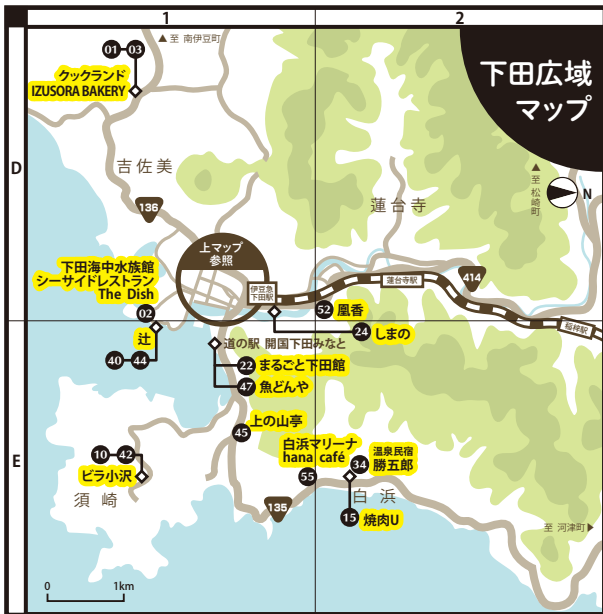 1
2
D
E
下田広域
マップ
▲至 南伊豆町
01
03
クックランド
IZUSORA BAKERY
吉佐美
136
上マップ
参照
蓮台寺
▲至 松崎町
N
414
蓮台寺駅
伊豆急
下田駅
稲梓駅
下田海中水族館
シーサイドレストラン
The Dish
02
辻
40
44
52 凰香
24 しまの
道の駅 開国下田みなと
22 まるごと下田館
47 魚どんや
45 上の山亭
白浜マリーナ
hana café
55
温泉民宿
34 勝五郎
15 焼肉U
白浜
10
42
ビラ小沢
須崎
135
至 河津町▶
0
1km